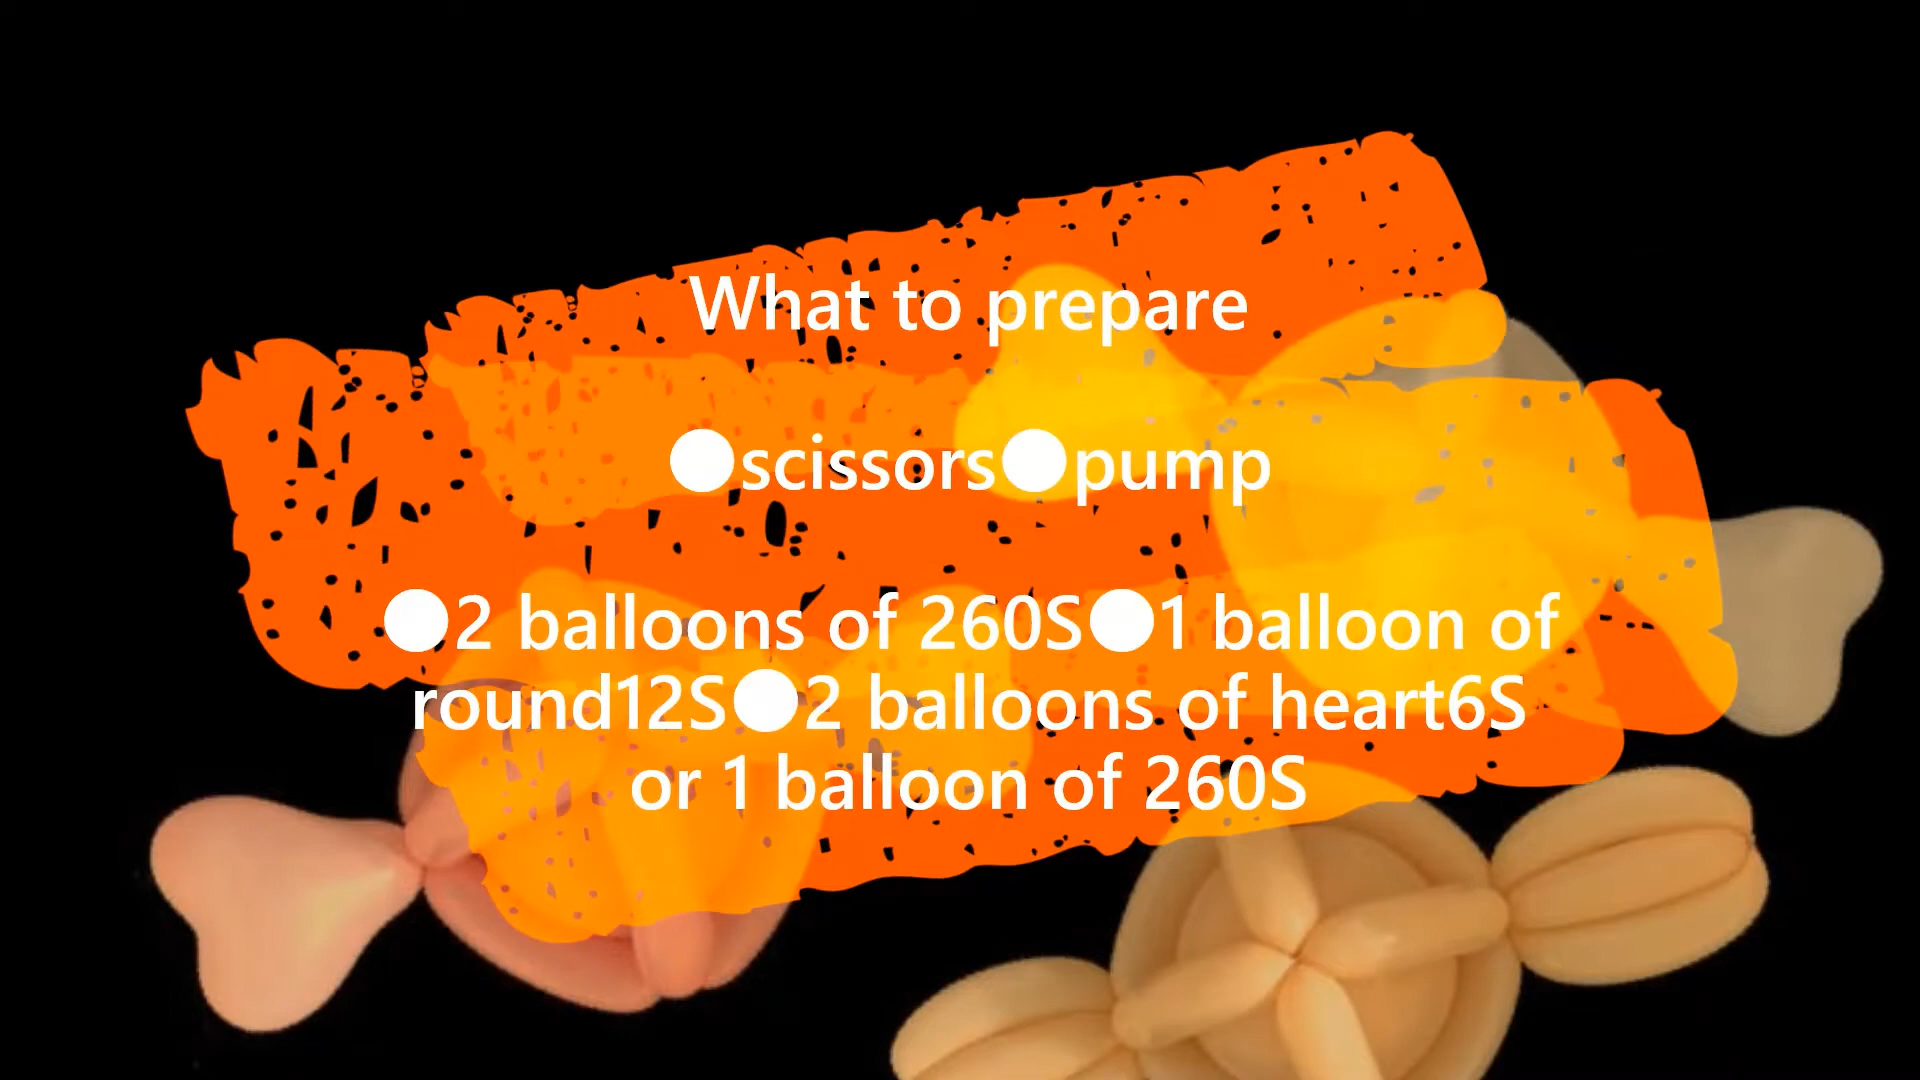 What to prepare
●scissors●pump
●2 balloons of 260S●1 balloon of
round12S●2 balloons of heart6S
or 1 balloon of 260S